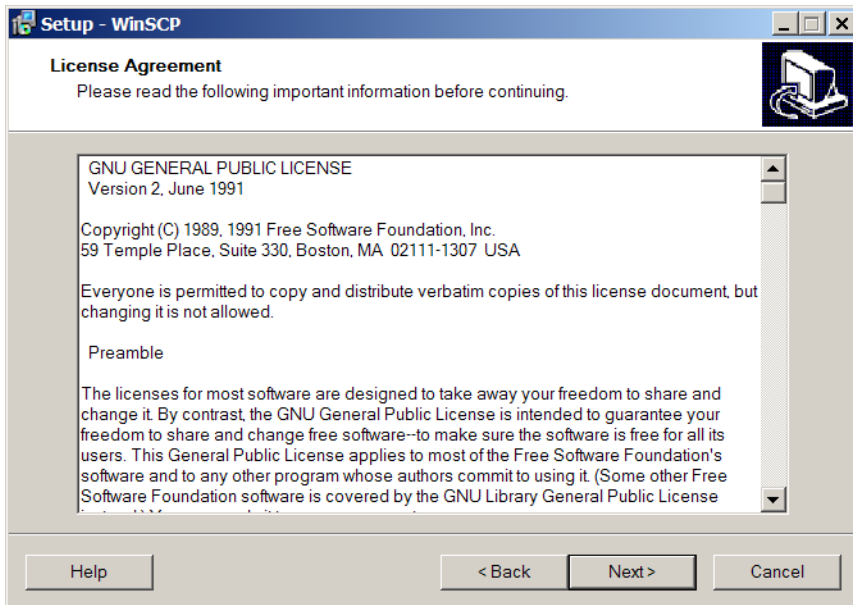 Setup - WinSCP
License Agreement
Please read the following important information before continuing.
GNU GENERAL PUBLIC LICENSE
Version 2, June 1991
Copyright (C) 1989, 1991 Free Software Foundation, Inc.
59 Temple Place, Suite 330, Boston, MA 02111-1307 USA
Everyone is permitted to copy and distribute verbatim copies of this license document, but
changing it is not allowed.
Preamble
The licenses for most software are designed to take away your freedom to share and
change it. By contrast, the GNU General Public License is intended to guarantee your
freedom to share and change free software--to make sure the software is free for all its
users. This General Public License applies to most of the Free Software Foundation's
software and to any other program whose authors commit to using it. (Some other Free
Software Foundation software is covered by the GNU Library General Public License
Help
< Back
Next >
Cancel